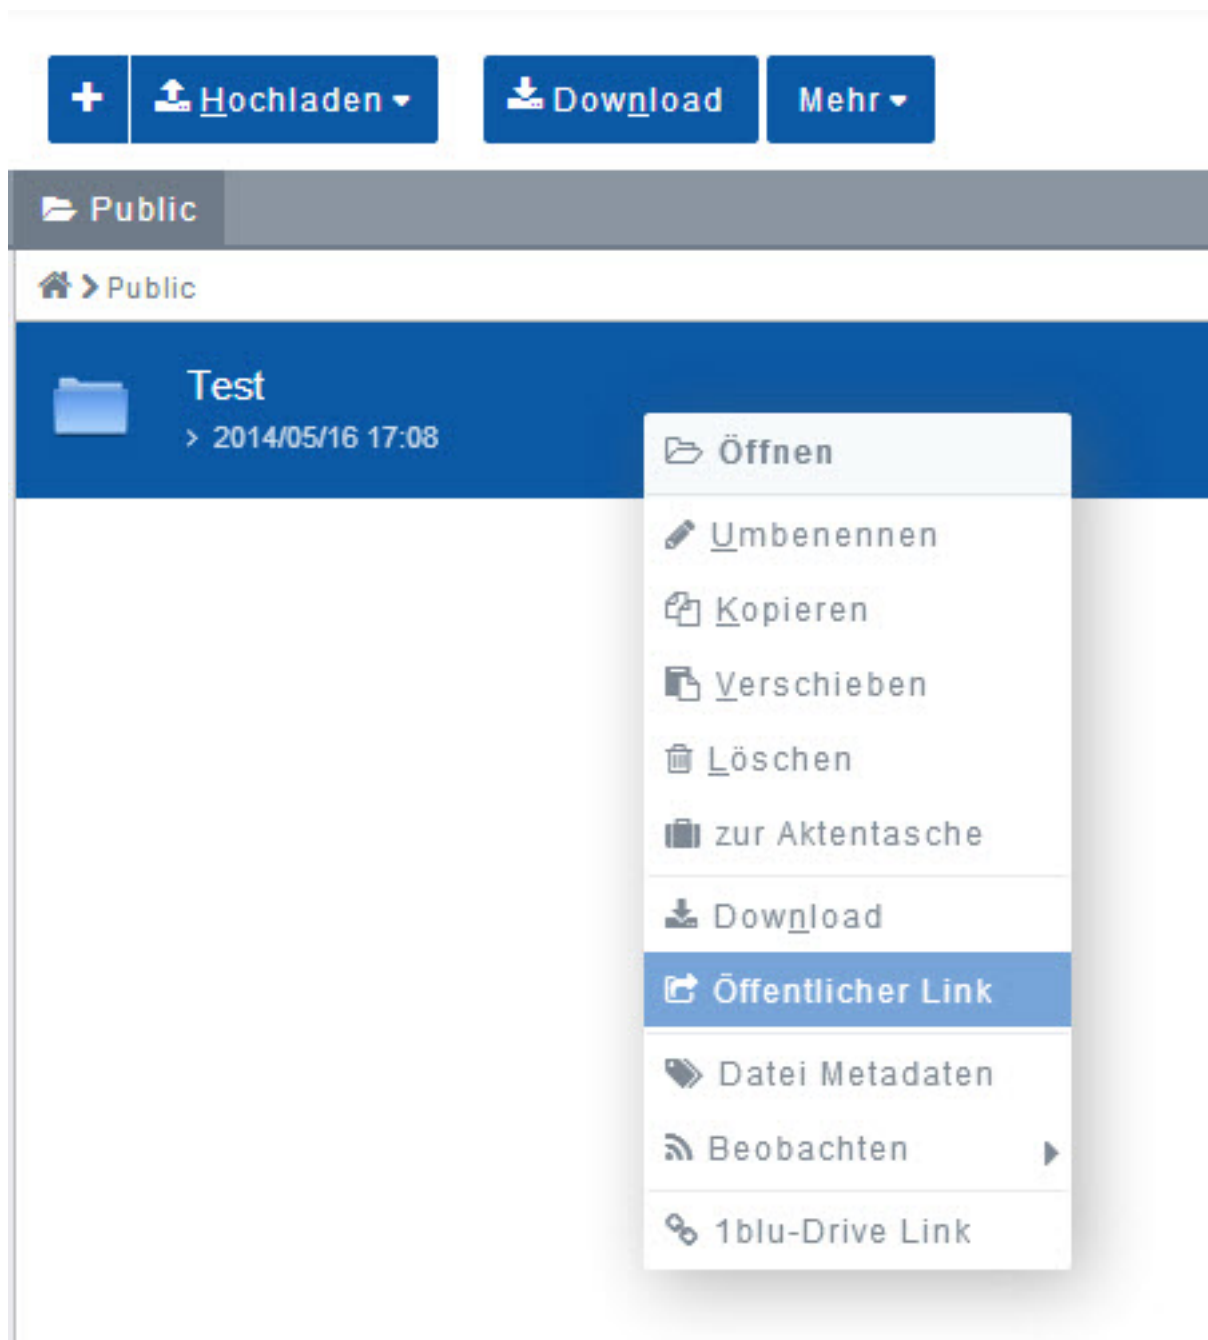 Hochladen
Download
Mehr
Public
Public
Test
> 2014/05/16 17:08
Öffnen
Umbenennen
Kopieren
Verschieben
Löschen
zur Aktentasche
Download
Öffentlicher Link
Datei Metadaten
Beobachten
1blu-Drive Link